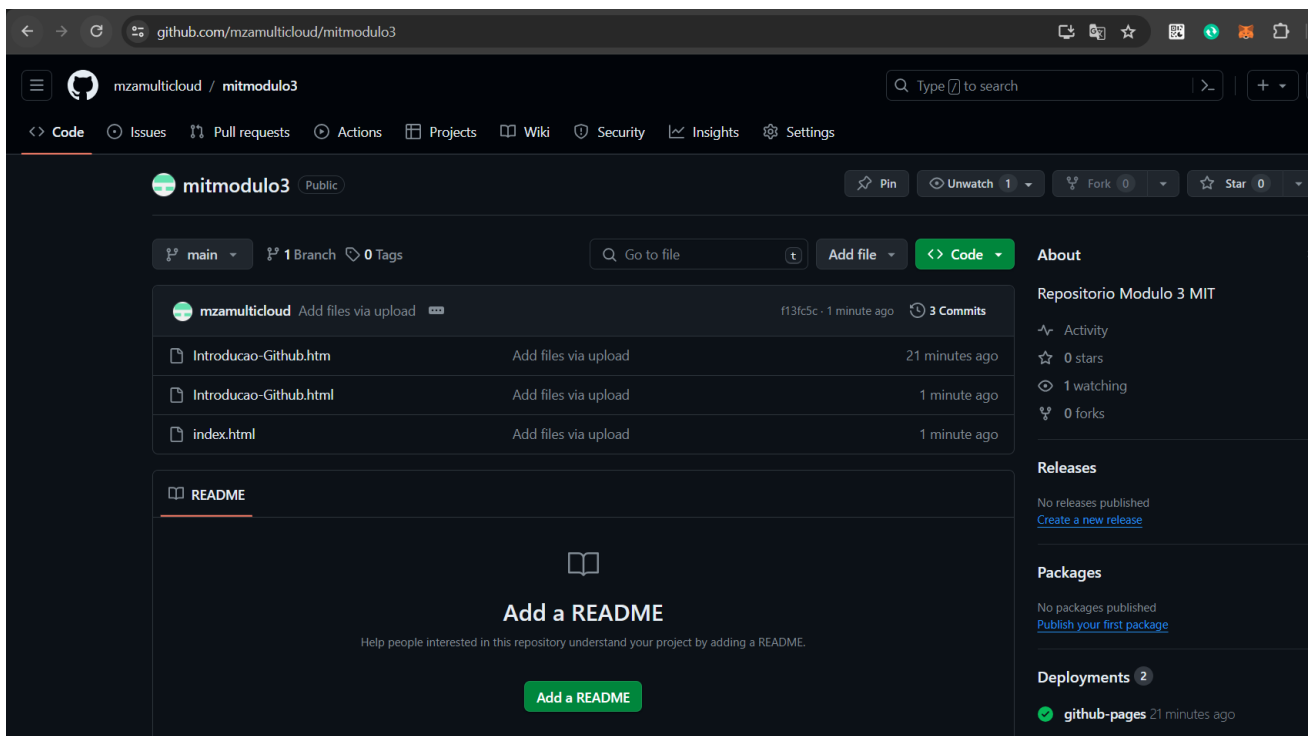 github.com/mzamulticloud/mitmodulo3
mzamulticloud / mitmodulo3
Type / to search
Code Issues Pull requests Actions Projects Wiki Security Insights Settings
mitmodulo3 Public
Pin Unwatch 1 Fork 0 Star 0
main 1 Branch 0 Tags Go to file t Add file Code
mzamulticloud Add files via upload f13fc5c · 1 minute ago 3 Commits
Introducao-Github.htm Add files via upload 21 minutes ago
Introducao-Github.html Add files via upload 1 minute ago
index.html Add files via upload 1 minute ago
README
Add a README
Help people interested in this repository understand your project by adding a README.
Add a README
About
Repositorio Modulo 3 MIT
Activity
0 stars
1 watching
0 forks
Releases
No releases published
Create a new release
Packages
No packages published
Publish your first package
Deployments 2
github-pages 21 minutes ago